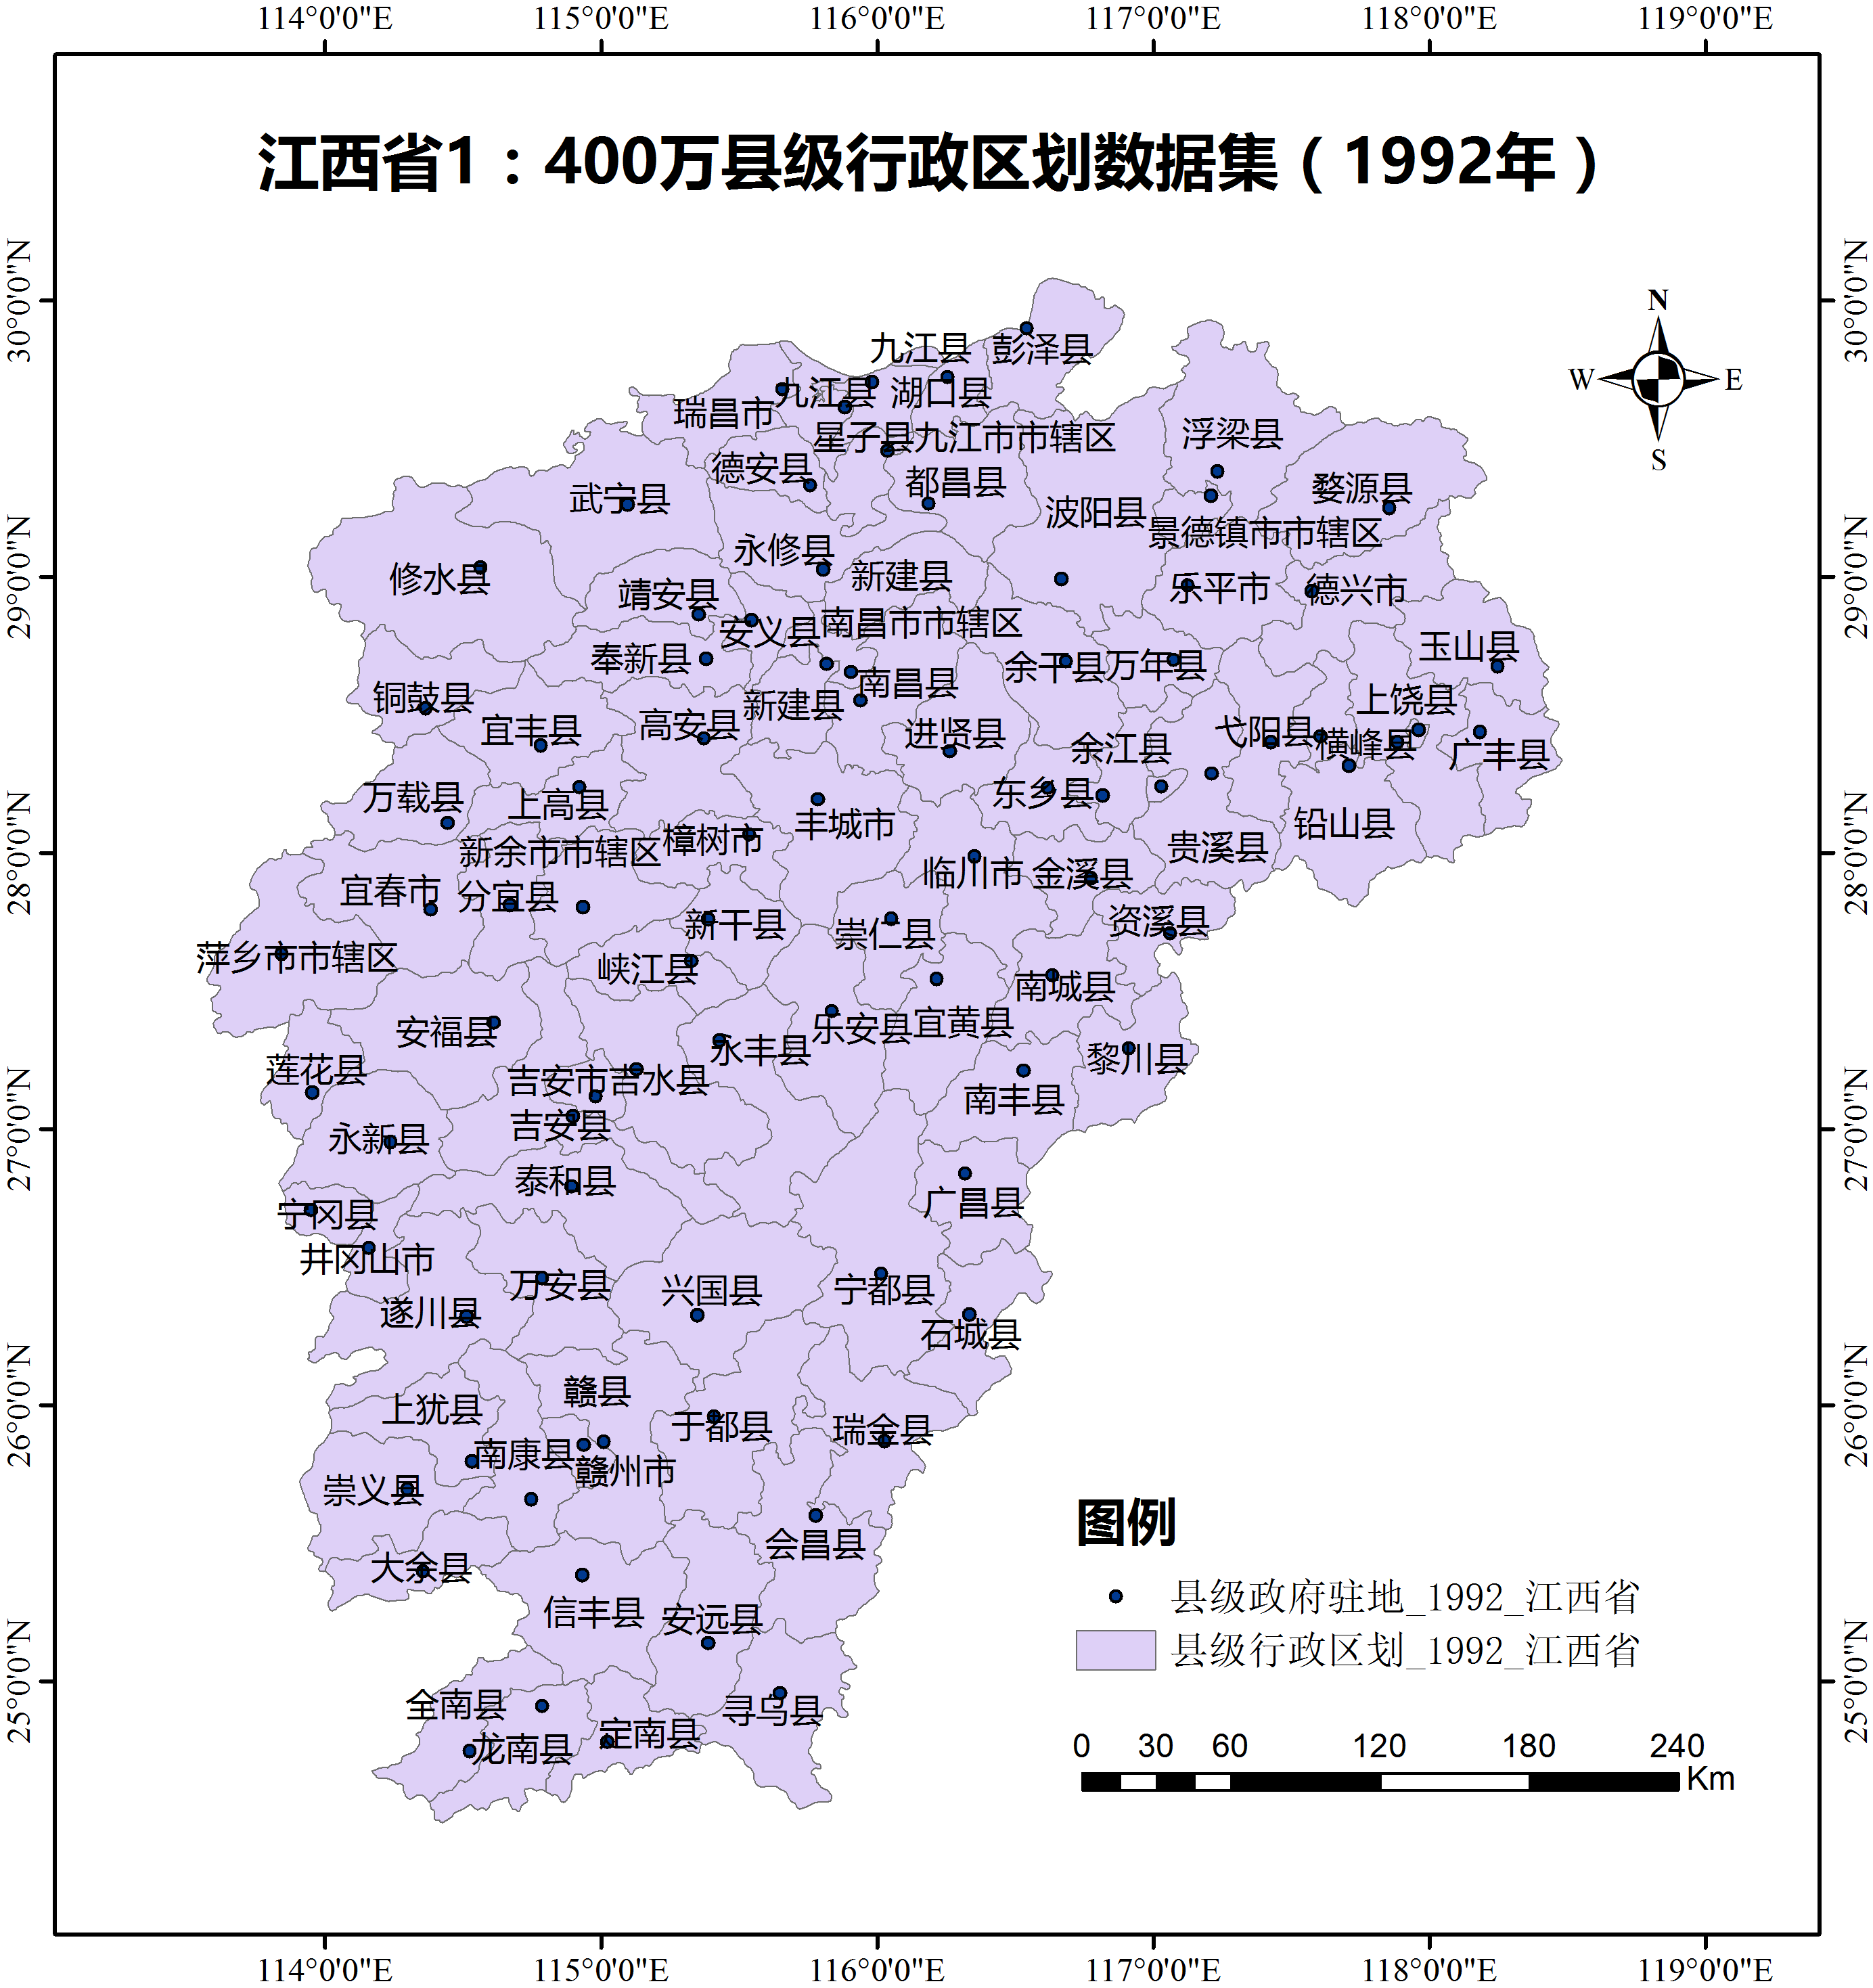 114°0'0"E 115°0'0"E 116°0'0"E 117°0'0"E 118°0'0"E 119°0'0"E
江西省1：400万县级行政区划数据集（1992年）
30°0'0"N
29°0'0"N
28°0'0"N
27°0'0"N
26°0'0"N
25°0'0"N
30°0'0"N
29°0'0"N
28°0'0"N
27°0'0"N
26°0'0"N
25°0'0"N
N
W E
S
九江县
彭泽县
九江县
湖口县
瑞昌市
星子县
九江市市辖区
浮梁县
德安县
都昌县
婺源县
武宁县
波阳县
景德镇市市辖区
永修县
新建县
修水县
靖安县
乐平市
德兴市
安义县
南昌市市辖区
玉山县
奉新县
余干县
万年县
南昌县
铜鼓县
新建县
上饶县
宜丰县
高安县
进贤县
弋阳县
横峰县
余江县
广丰县
万载县
上高县
东乡县
丰城市
铅山县
樟树市
新余市市辖区
贵溪县
临川市
金溪县
宜春市
分宜县
新干县
崇仁县
资溪县
萍乡市市辖区
峡江县
南城县
安福县
乐安县
宜黄县
永丰县
黎川县
莲花县
吉安市
吉水县
南丰县
吉安县
永新县
泰和县
广昌县
宁冈县
井冈山市
万安县
兴国县
宁都县
遂川县
石城县
赣县
上犹县
于都县
瑞金县
南康县
赣州市
崇义县
会昌县
大余县
信丰县
安远县
全南县
寻乌县
定南县
龙南县
图例
县级政府驻地_1992_江西省
县级行政区划_1992_江西省
0 30 60 120 180 240
Km
114°0'0"E 115°0'0"E 116°0'0"E 117°0'0"E 118°0'0"E 119°0'0"E